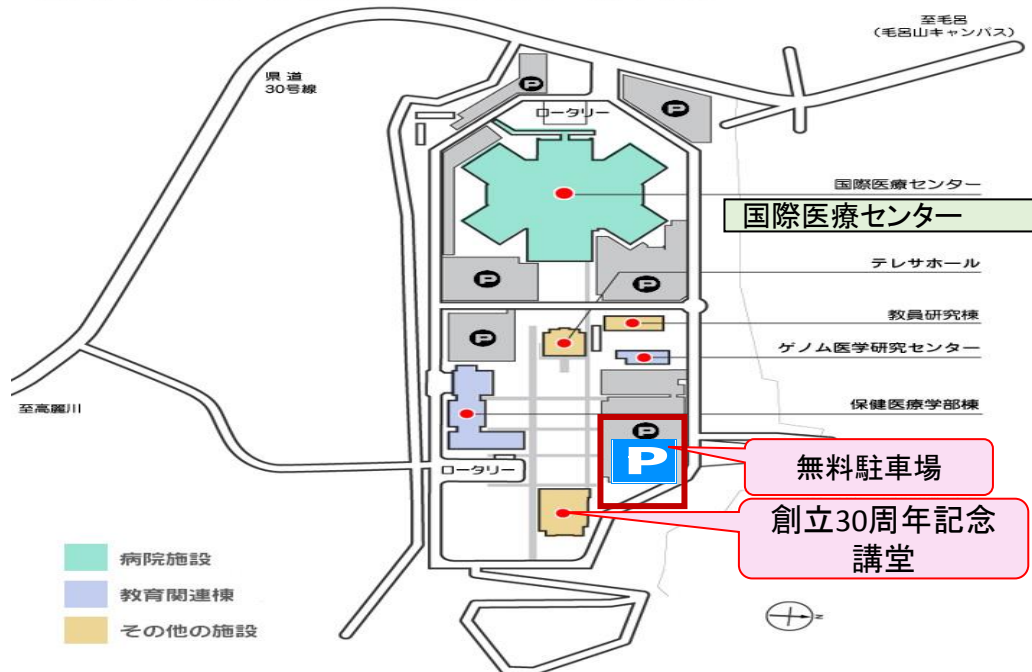 至毛呂
(毛呂山キャンパス)
県道
30号線
P
P
ロータリー
国際医療センター
国際医療センター
テレサホール
P
P
教員研究棟
P
ゲノム医学研究センター
至高麗川
保健医療学部棟
P
P
無料駐車場
ロータリー
創立30周年記念
講堂
病院施設
教育関連棟
その他の施設
N